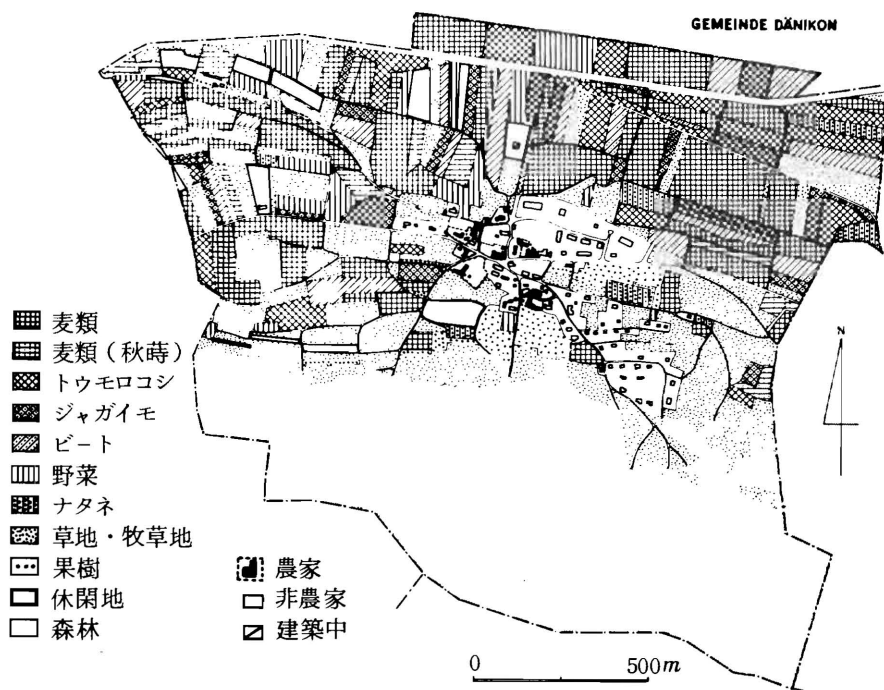 GEMEINDE DÄNIKON
N
麦類
麦類(秋蒔)
トウモロコシ
ジャガイモ
ビート
野菜
ナタネ
草地・牧草地
果樹
休閑地
森林
農家
非農家
建築中
0 500m